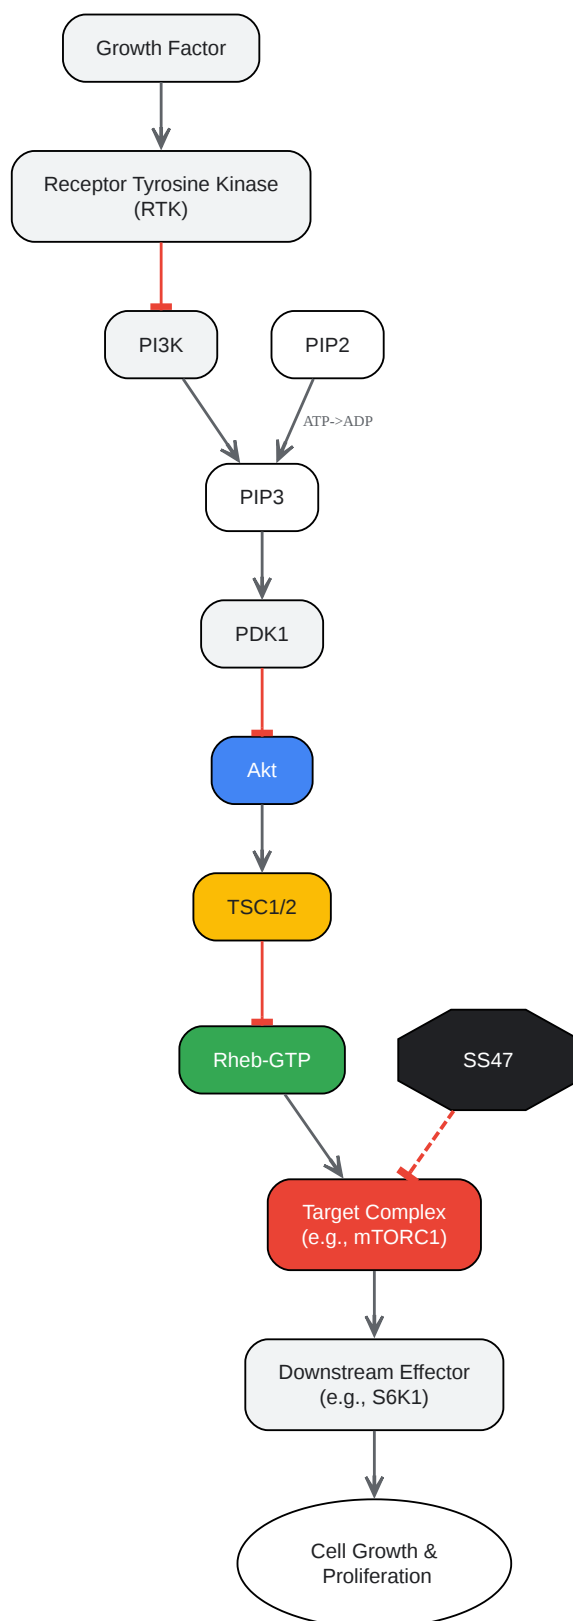 Growth Factor
Receptor Tyrosine Kinase
(RTK)
PI3K
PIP2
ATP->ADP
PIP3
PDK1
Akt
TSC1/2
Rheb-GTP
SS47
Target Complex
(e.g., mTORC1)
Downstream Effector
(e.g., S6K1)
Cell Growth &
Proliferation